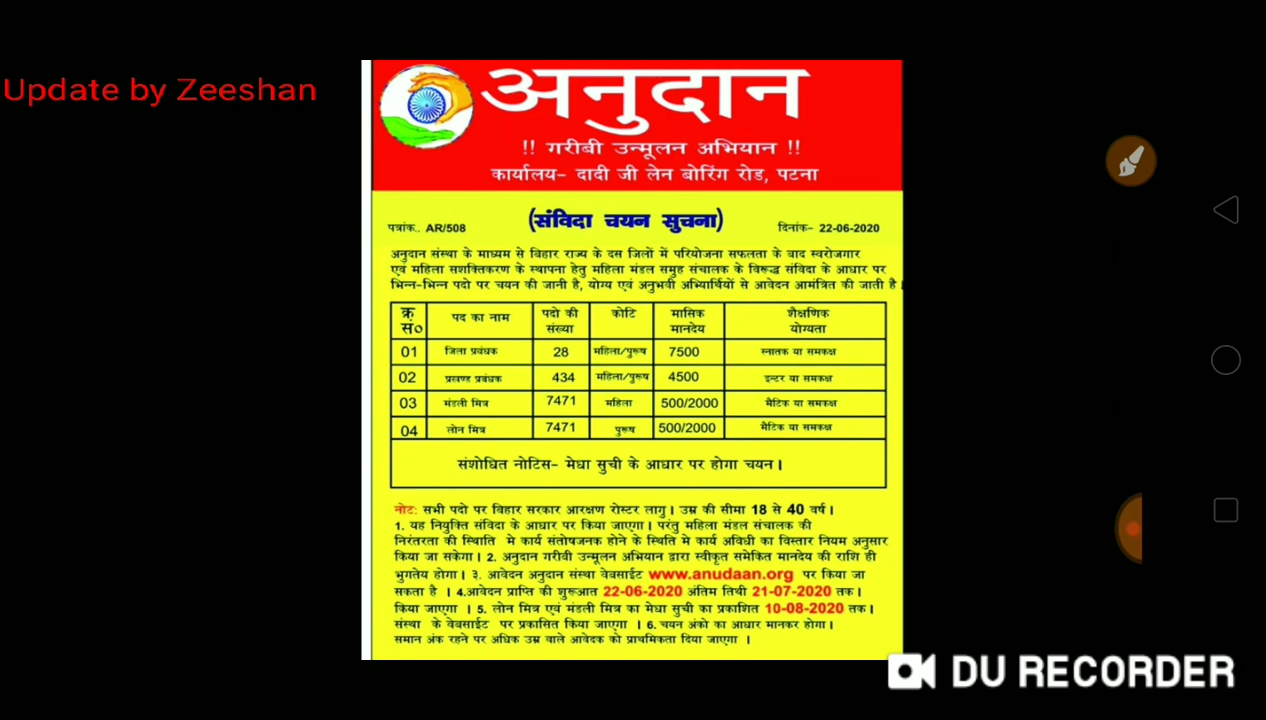 Update by Zeeshan
अनुदान
!! गरीबी उन्मूलन अभियान !!
कार्यालय- दादी जी लेन बोरिंग रोड, पटना
पत्रांक.. AR/508 (संविदा चयन सुचना) दिनांक- 22-06-2020
अनुदान संस्था के माध्यम से बिहार राज्य के दस जिलों में परियोजना सफलता के बाद स्वरोजगार
एवं महिला सशक्तिकरण के स्थापना हेतु महिला मंडल समुह संचालक के विरूद्ध संविदा के आधार पर
भिन्न-भिन्न पदो पर चयन की जानी है, योग्य एवं अनुभवी अभ्यार्थियों से आवेदन आमंत्रित की जाती है।
क्र सं० पद का नाम पदो की संख्या कोटि मासिक मानदेय शैक्षणिक योग्यता
01 जिला प्रबंधक 28 महिला/पुरूष 7500 स्नातक या समकक्ष
02 प्रखण्ड प्रबंधक 434 महिला/पुरूष 4500 इन्टर या समकक्ष
03 मंडली मित्र 7471 महिला 500/2000 मैटिक या समकक्ष
04 लोन मित्र 7471 पुरूष 500/2000 मैटिक या समकक्ष
संशोधित नोटिस- मेधा सुची के आधार पर होगा चयन।
नोट: सभी पदो पर बिहार सरकार आरक्षण रोस्टर लागु। उम्र की सीमा 18 से 40 वर्ष।
1. यह नियुक्ति संविदा के आधार पर किया जाएगा। परंतु महिला मंडल संचालक की
निरंतरता की स्थिाति मे कार्य संतोषजनक होने के स्थिति मे कार्य अविधी का विस्तार नियम अनुसार
किया जा सकेगा। 2. अनुदान गरीबी उन्मूलन अभियान द्वारा स्वीकृत समेकित मानदेय की राशि ही
भुगतेय होगा। ३. आवेदन अनुदान संस्था वेबसाईट www.anudaan.org पर किया जा
सकता है । 4.आवेदन प्राप्ति की शुरूआत 22-06-2020 अंतिम तिथी 21-07-2020 तक।
किया जाएगा । 5. लोन मित्र एवं मंडली मित्र का मेधा सुची का प्रकाशित 10-08-2020 तक।
संस्था के वेबसाईट पर प्रकासित किया जाएगा । 6. चयन अंको का आधार मानकर होगा।
समान अंक रहने पर अधिक उम्र वाले आवेदक को प्राथमिकता दिया जाएगा ।
DU RECORDER